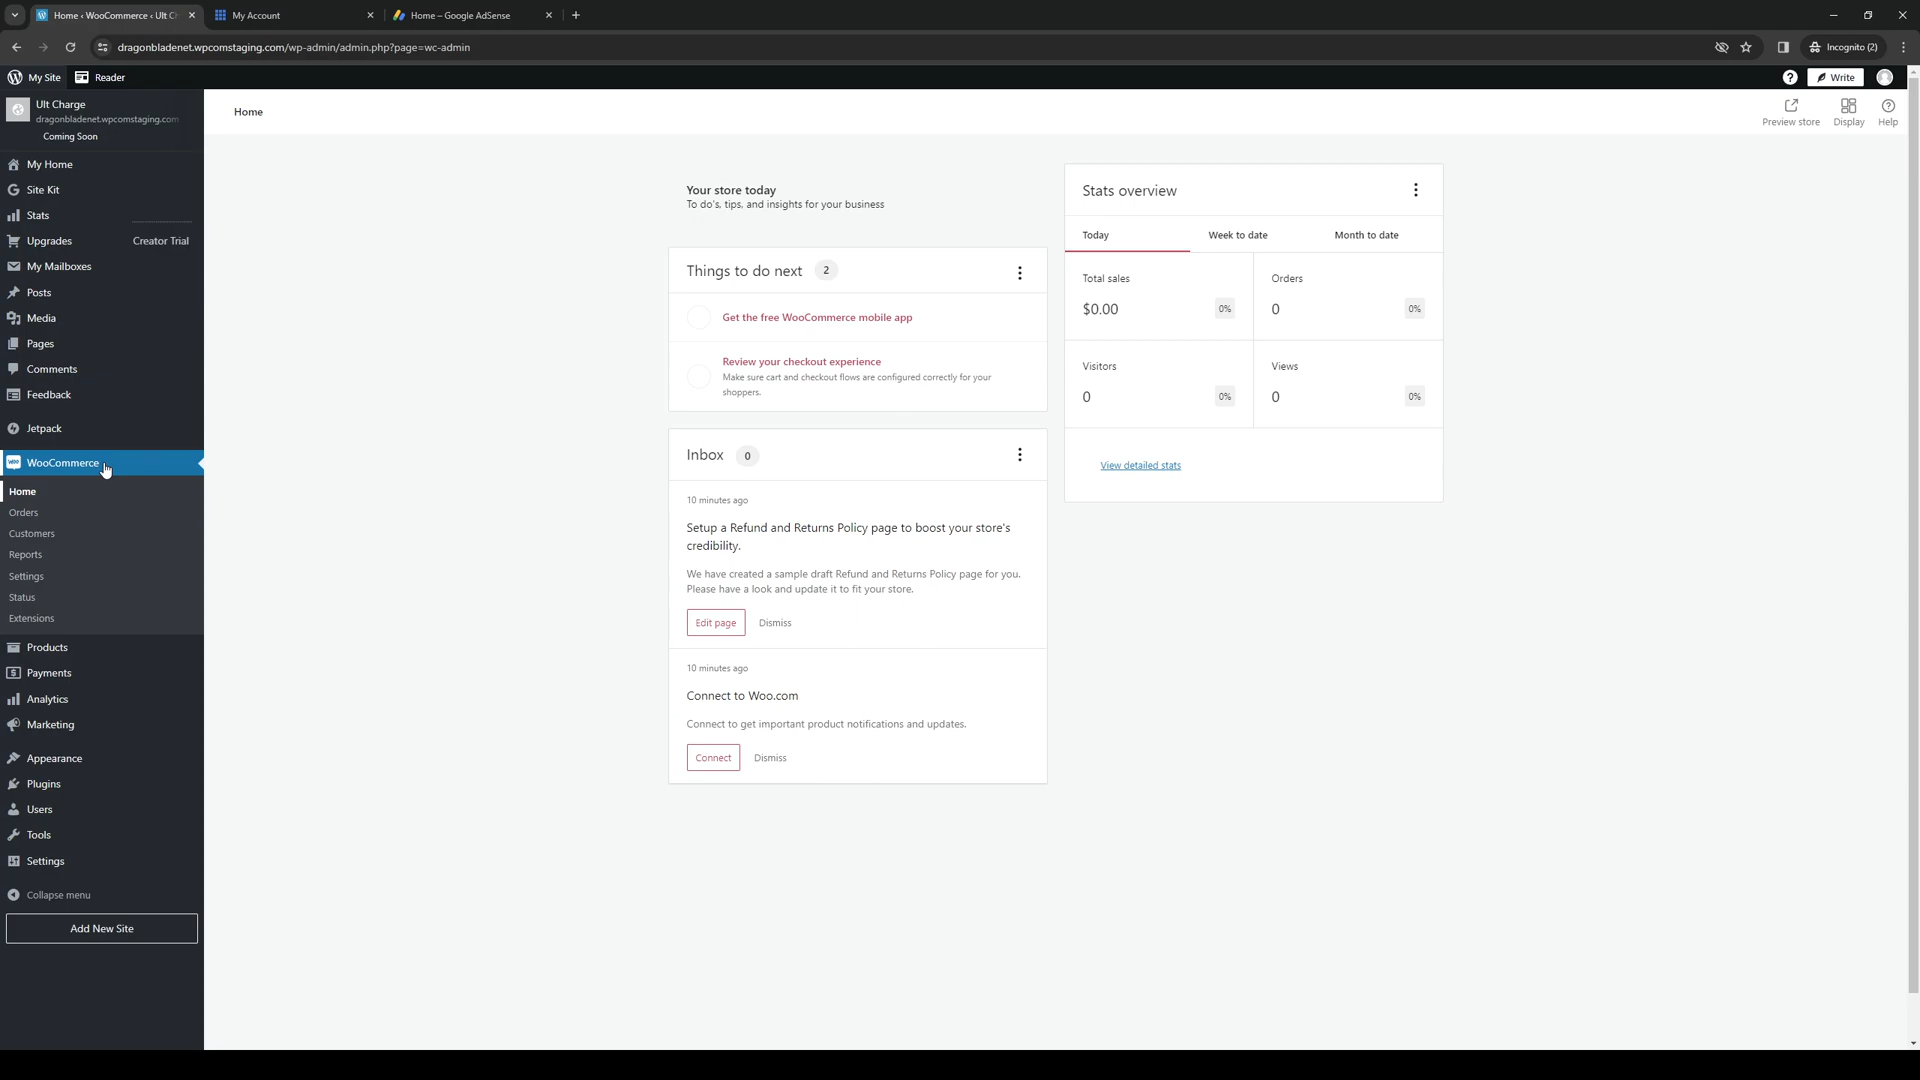 Home ‹ WooCommerce ‹ Ult C
My Account
Home – Google AdSense
dragonbladenet.wpcomstaging.com/wp-admin/admin.php?page=wc-admin
Incognito (2)
My Site
Reader
Write
Ult Charge
dragonbladenet.wpcomstaging.com
Coming Soon
Home
Preview store
Display
Help
My Home
Site Kit
Stats
Upgrades
Creator Trial
My Mailboxes
Posts
Media
Pages
Comments
Feedback
Jetpack
WooCommerce
Home
Orders
Customers
Reports
Settings
Status
Extensions
Products
Payments
Analytics
Marketing
Appearance
Plugins
Users
Tools
Settings
Collapse menu
Add New Site
Your store today
To do's, tips, and insights for your business
Things to do next 2
Get the free WooCommerce mobile app
Review your checkout experience
Make sure cart and checkout flows are configured correctly for your
shoppers.
Inbox 0
10 minutes ago
Setup a Refund and Returns Policy page to boost your store's
credibility.
We have created a sample draft Refund and Returns Policy page for you.
Please have a look and update it to fit your store.
Edit page
Dismiss
10 minutes ago
Connect to Woo.com
Connect to get important product notifications and updates.
Connect
Dismiss
Stats overview
Today
Week to date
Month to date
Total sales
$0.00
0%
Orders
0
0%
Visitors
0
0%
Views
0
0%
View detailed stats